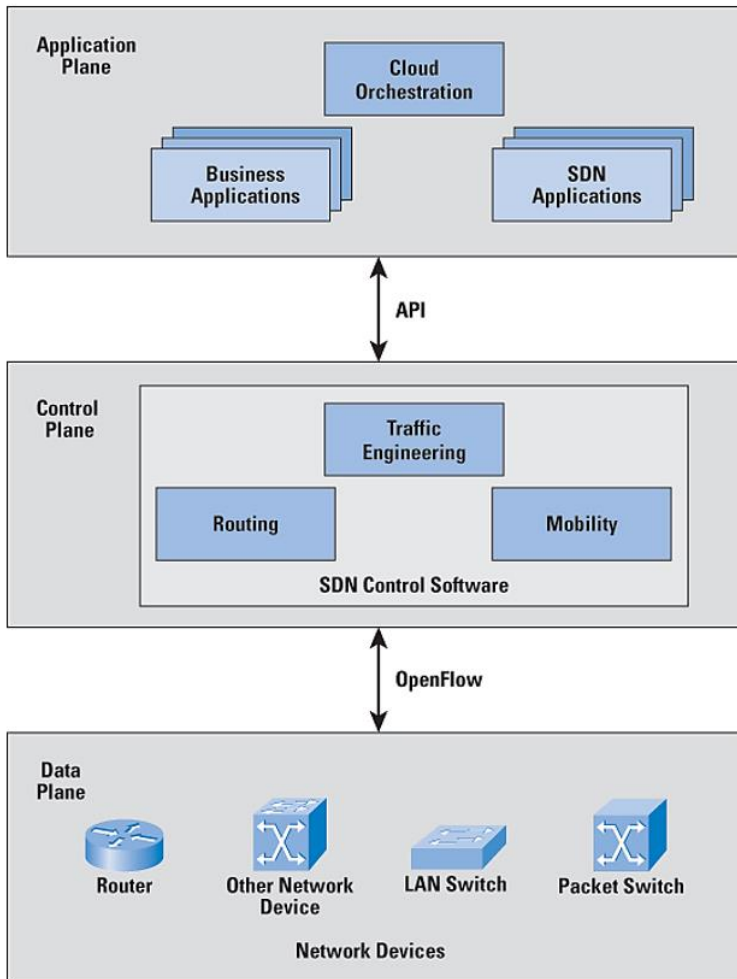 Application
Plane
Cloud
Orchestration
Business
Applications
SDN
Applications
API
Control
Plane
Traffic
Engineering
Routing
Mobility
SDN Control Software
OpenFlow
Data
Plane
Router
Other Network
Device
LAN Switch
Packet Switch
Network Devices